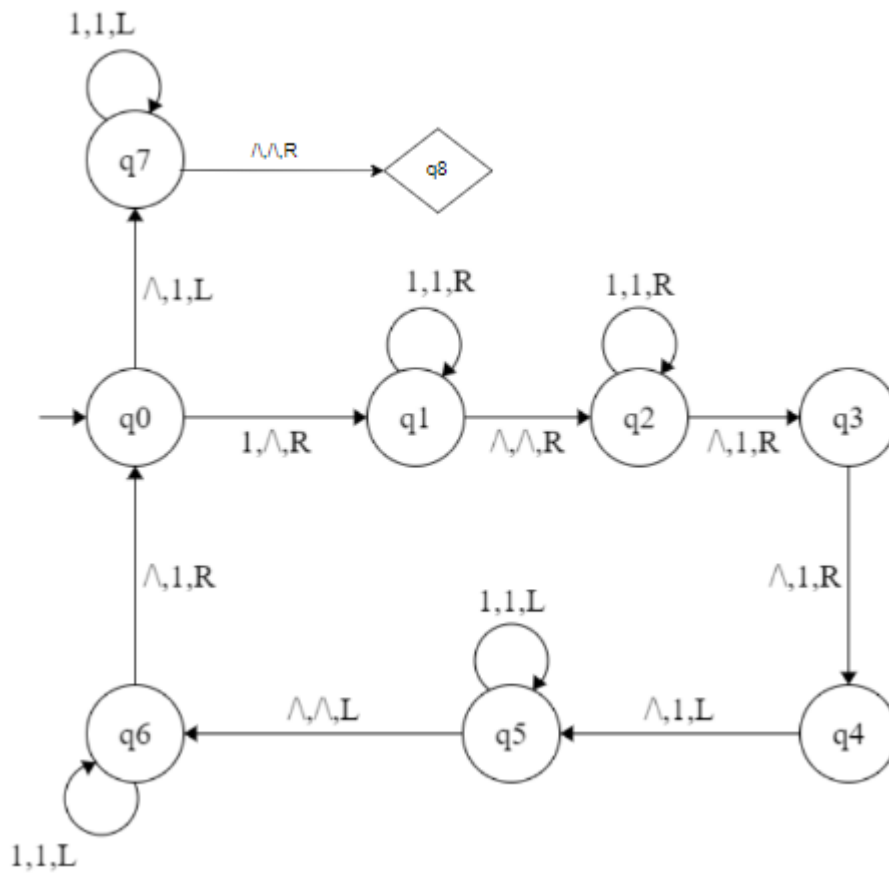 1,1,L
q7
/\,/\,R
q8
/\,1,L
1,1,R
1,1,R
q0
1,/\,R
q1
/\,/\,R
q2
/\,1,R
q3
/\,1,R
/\,1,R
1,1,L
q6
/\,/\,L
q5
/\,1,L
q4
1,1,L